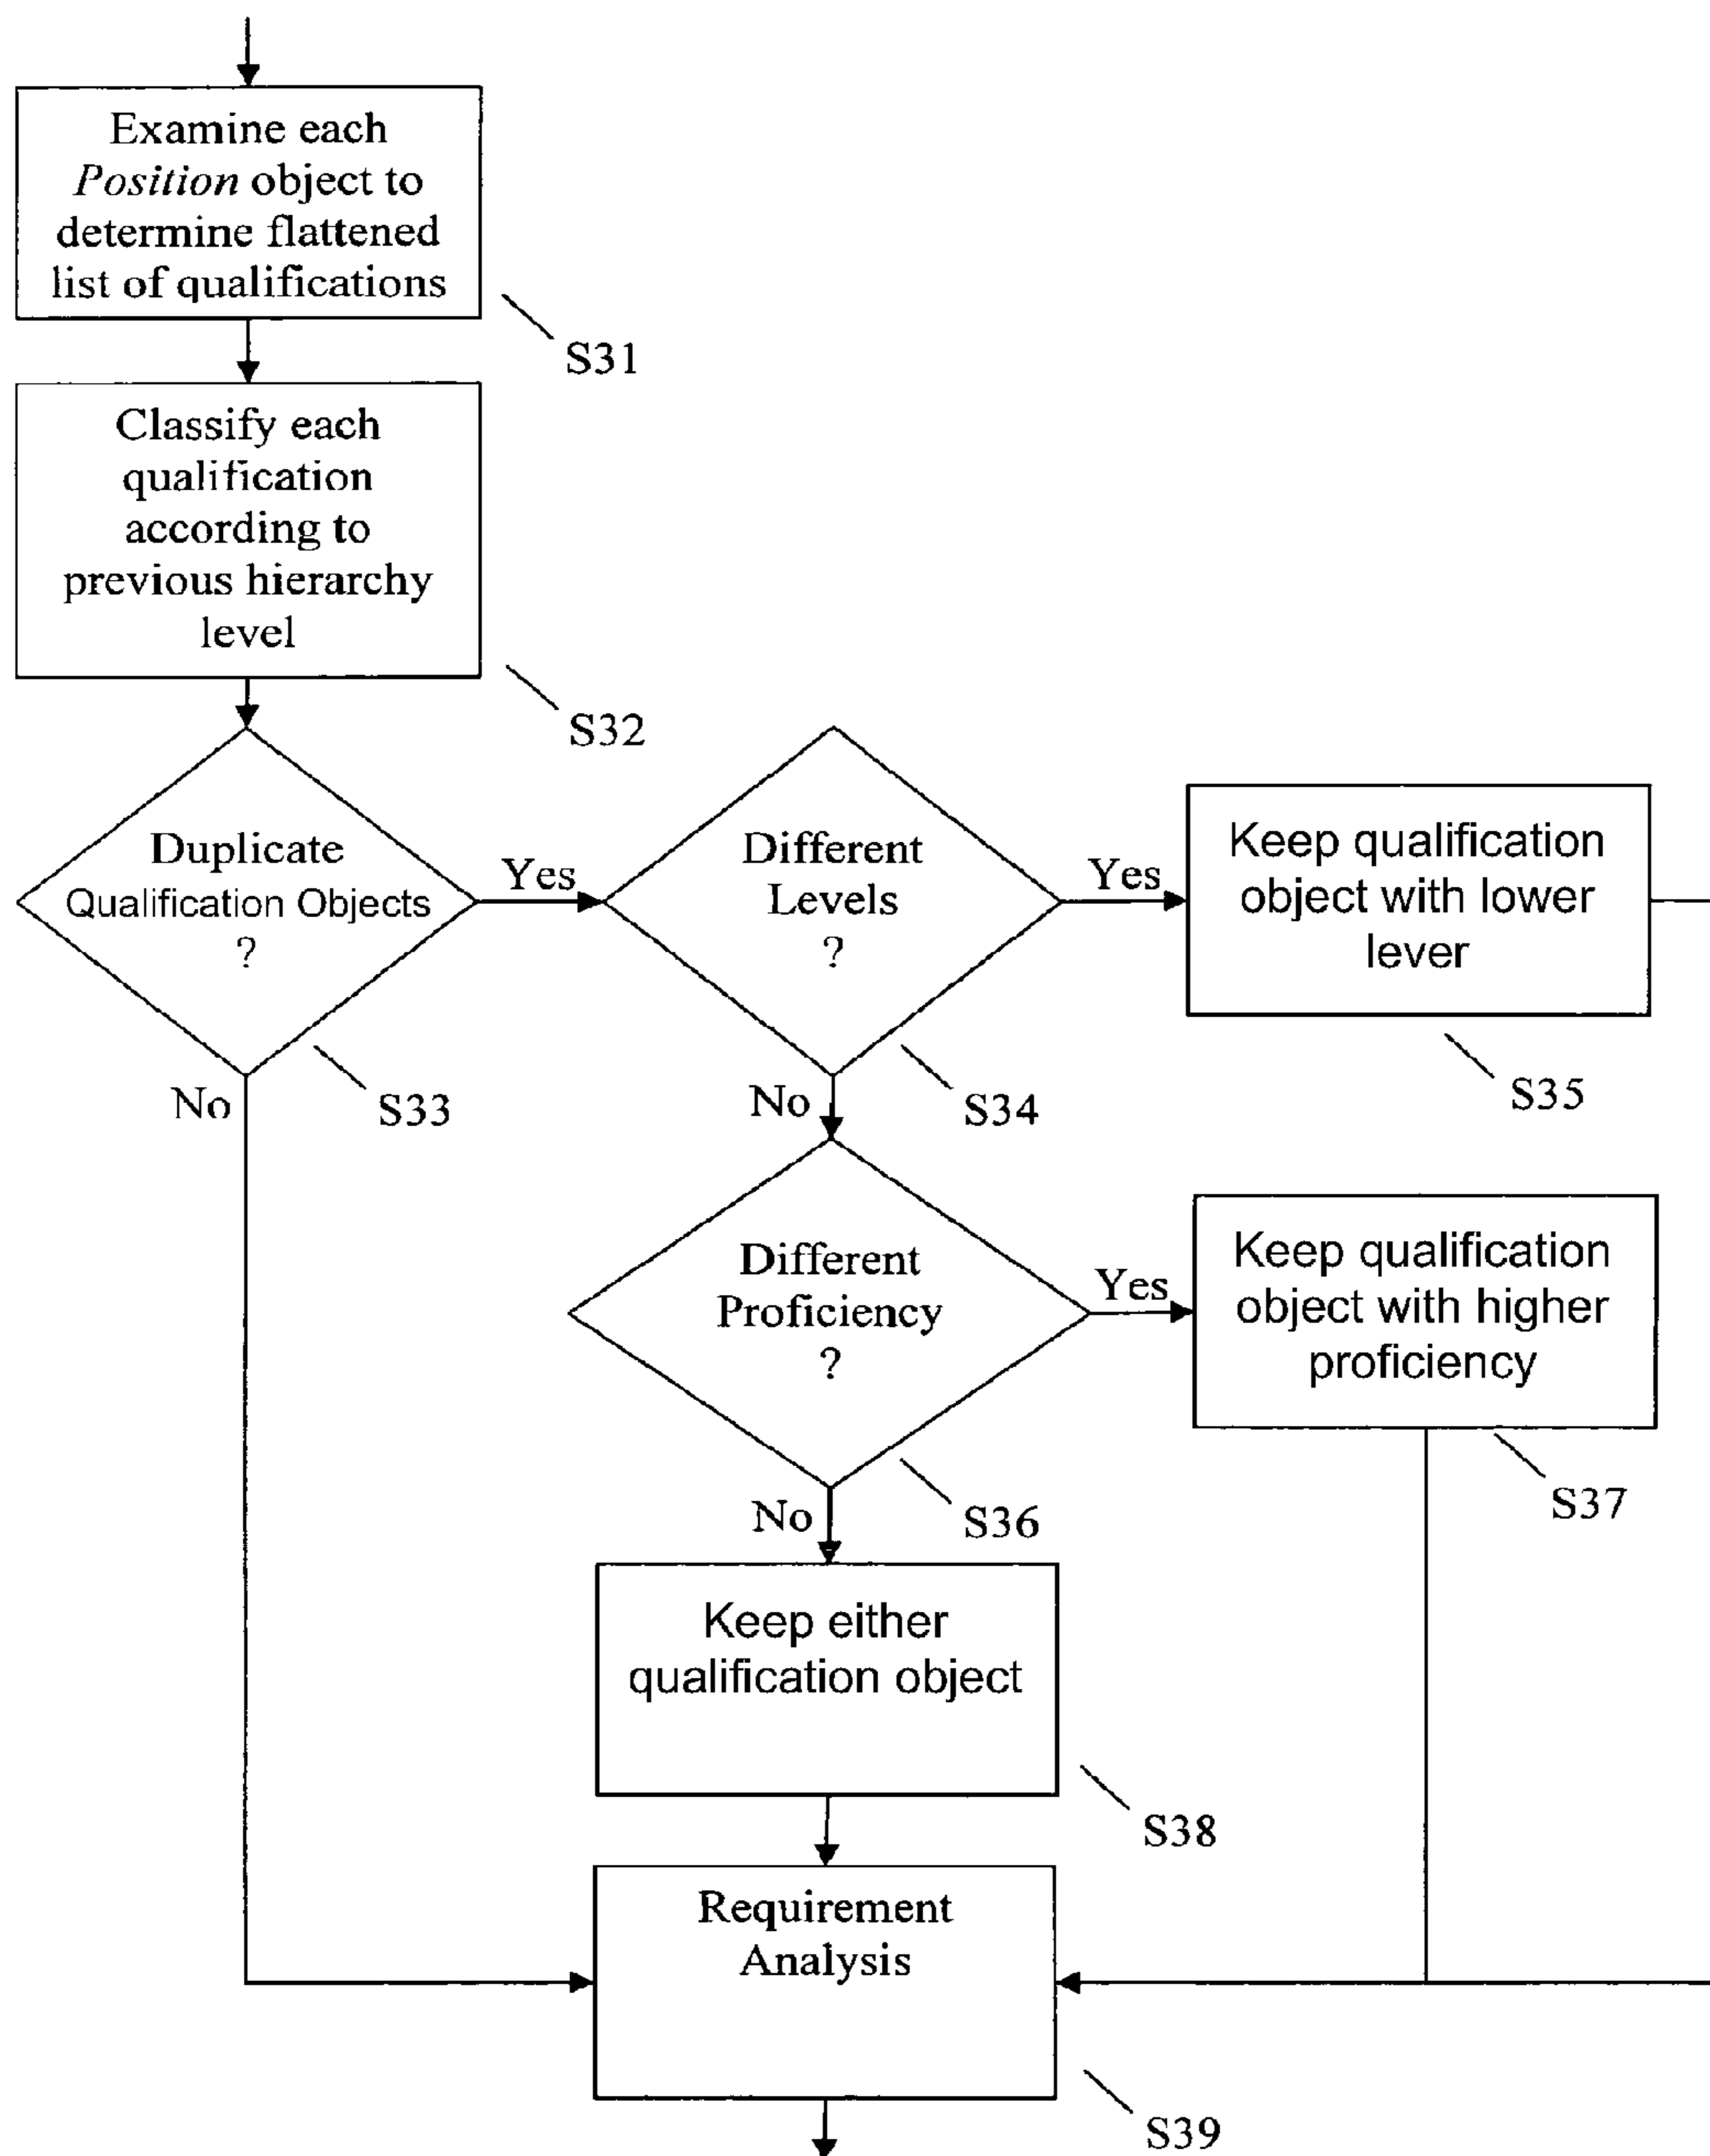 Examine each
Position object to
determine flattened
list of qualifications
S31
Classify each
qualification
according to
previous hierarchy
level
S32
Duplicate
Qualification Objects
?
Yes
No
S33
Different
Levels
?
Yes
No
S34
Keep qualification
object with lower
lever
S35
Different
Proficiency
?
Yes
No
S36
Keep qualification
object with higher
proficiency
S37
Keep either
qualification object
S38
Requirement
Analysis
S39